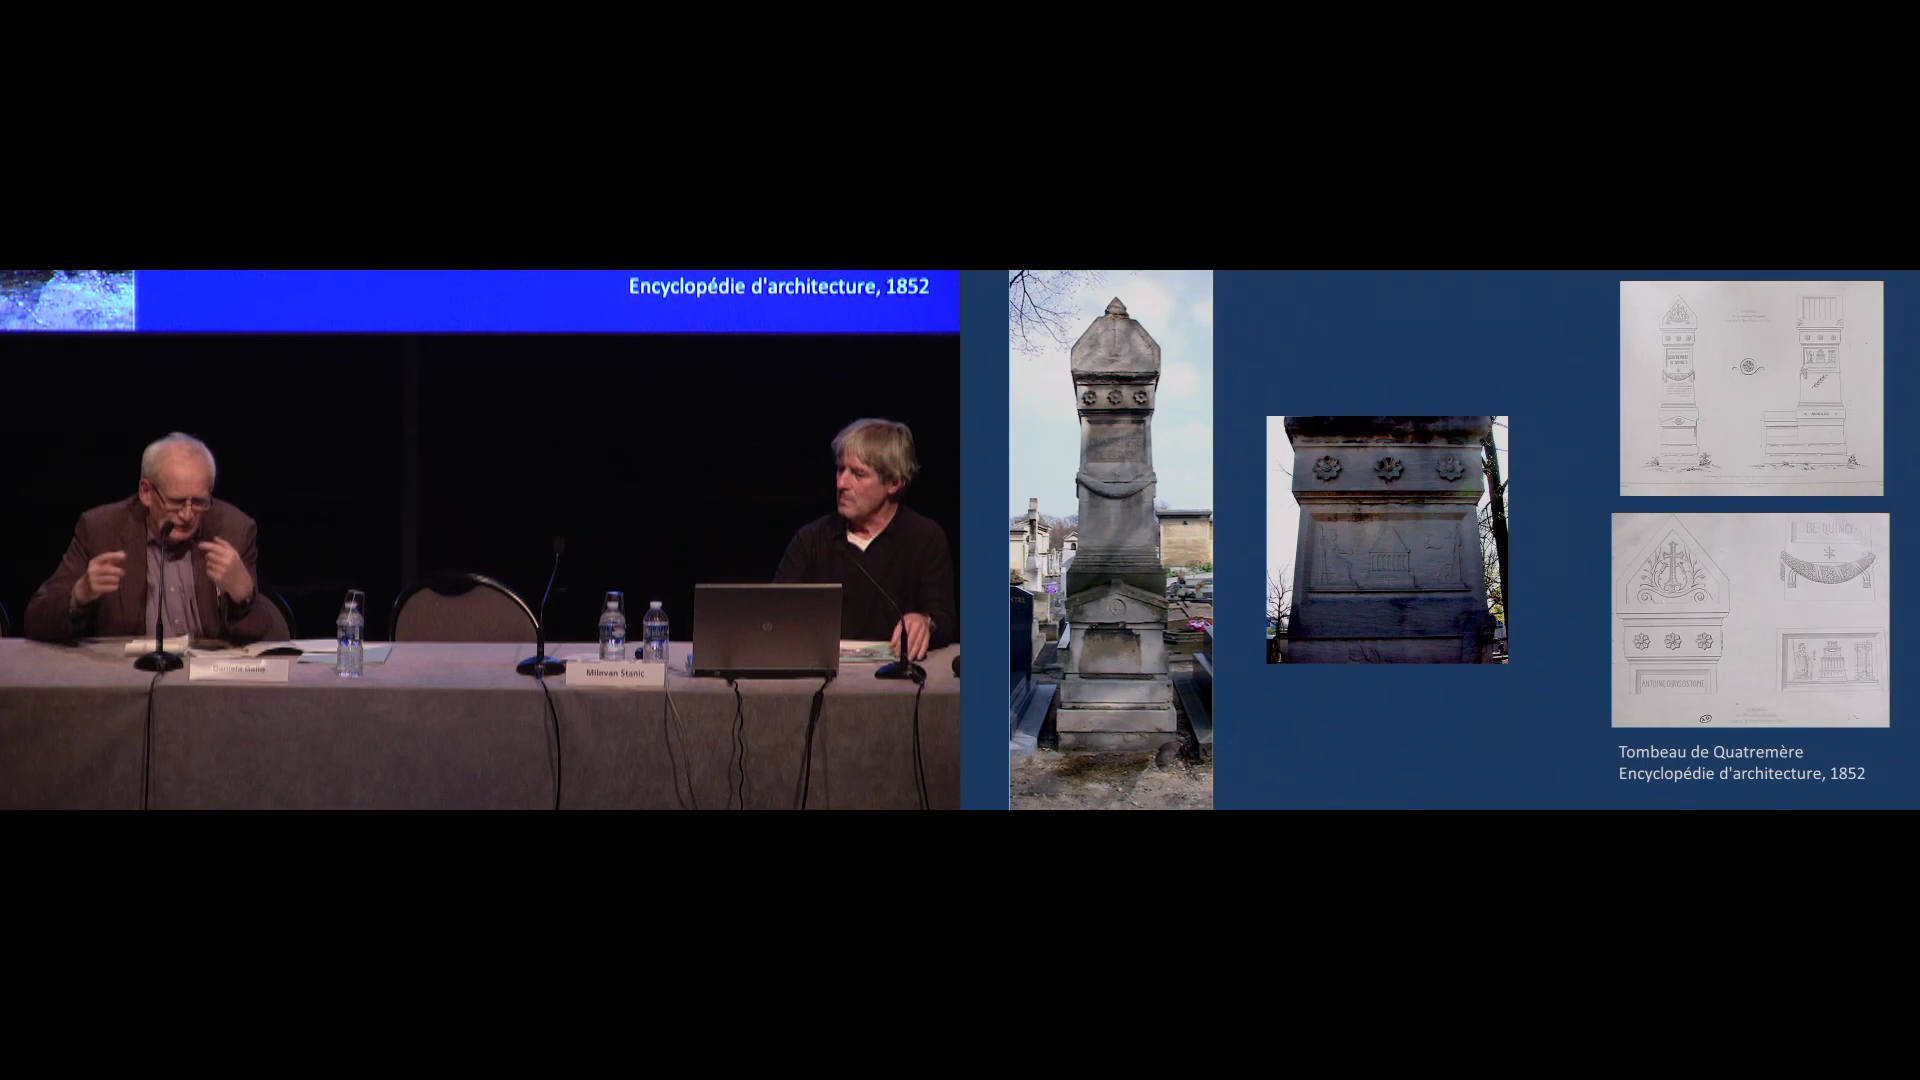 Encyclopédie d'architecture, 1852
Milovan Stanic
DE QUINCY
ANTOINE CHRYSOSTOME
Tombeau de Quatremère
Encyclopédie d'architecture, 1852